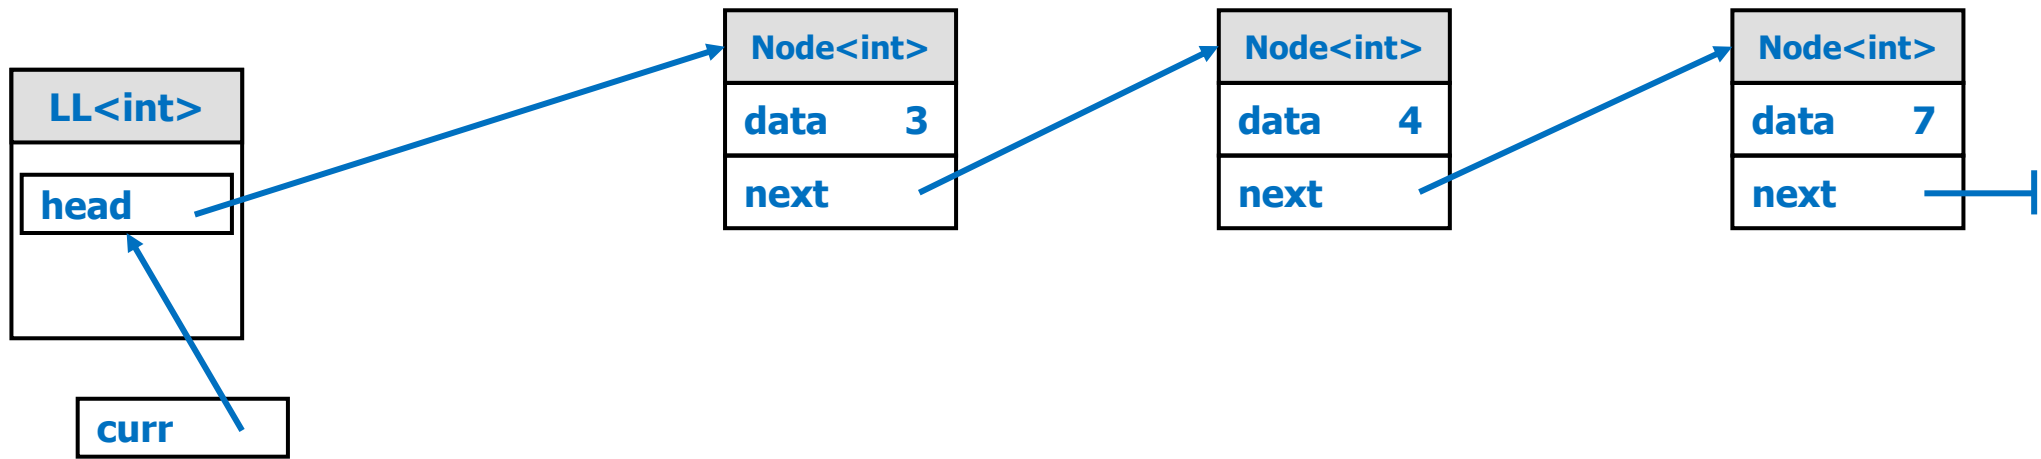 LL<int>
head
curr
Node<int>
data 3
next
Node<int>
data 4
next
Node<int>
data 7
next